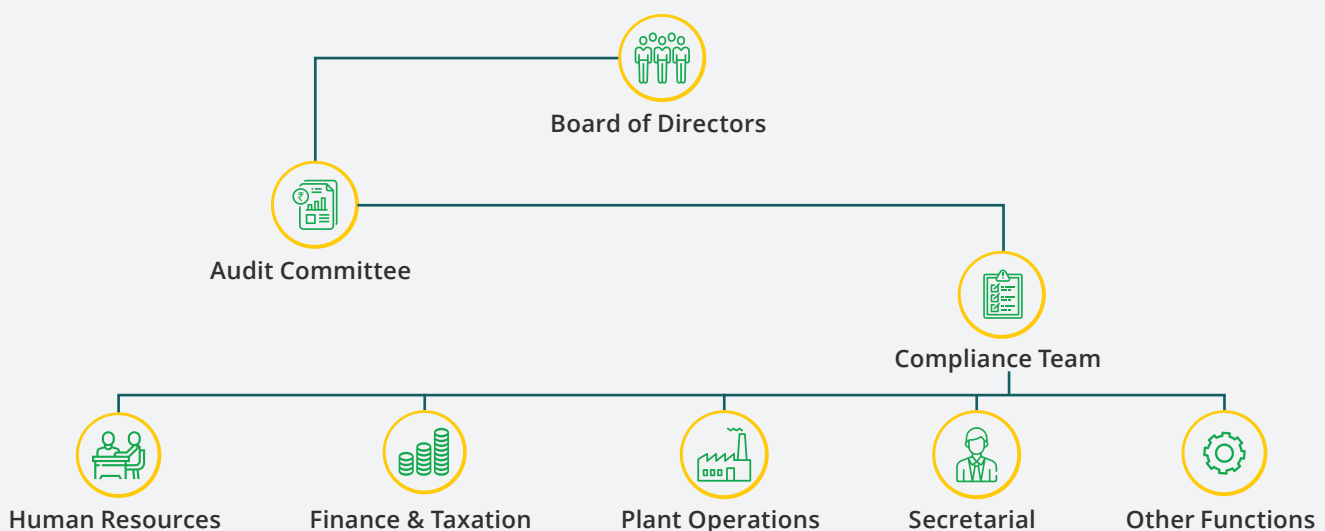 Board of Directors
₹
Audit Committee
Compliance Team
Human Resources
Finance & Taxation
Plant Operations
Secretarial
Other Functions